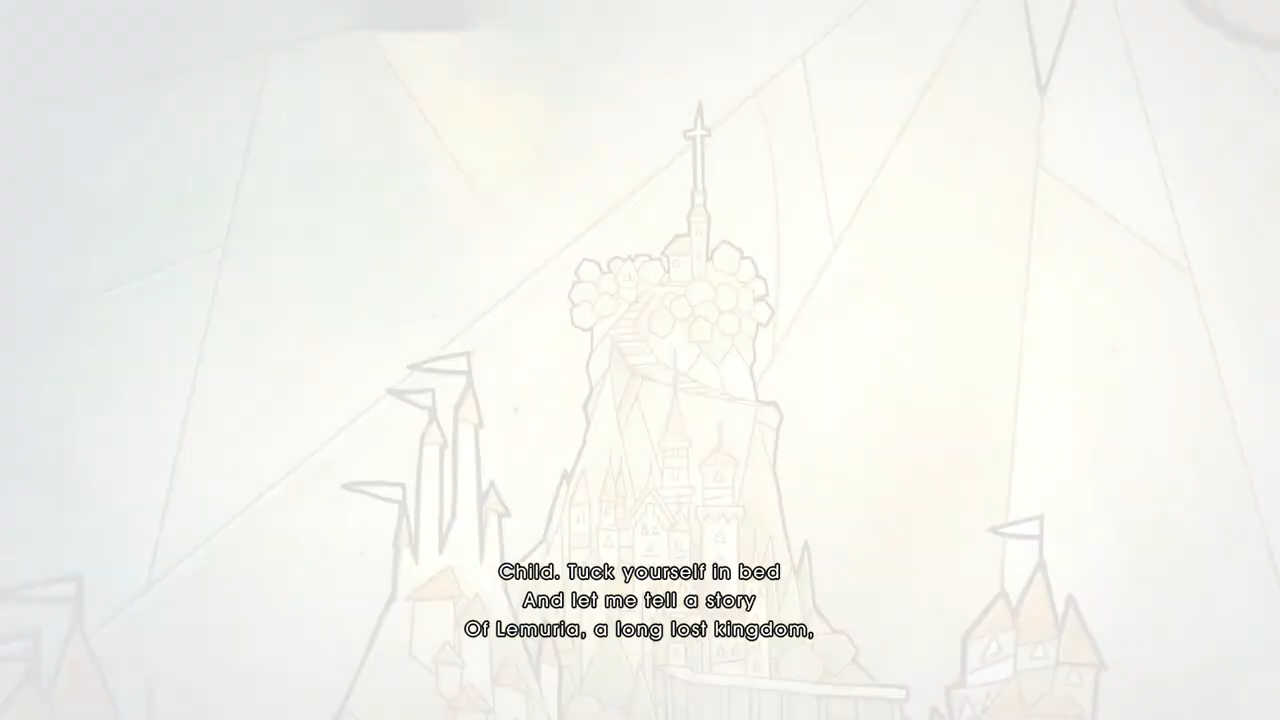 Child. Tuck yourself in bed
And let me tell a story
Of Lemuria, a long lost kingdom,